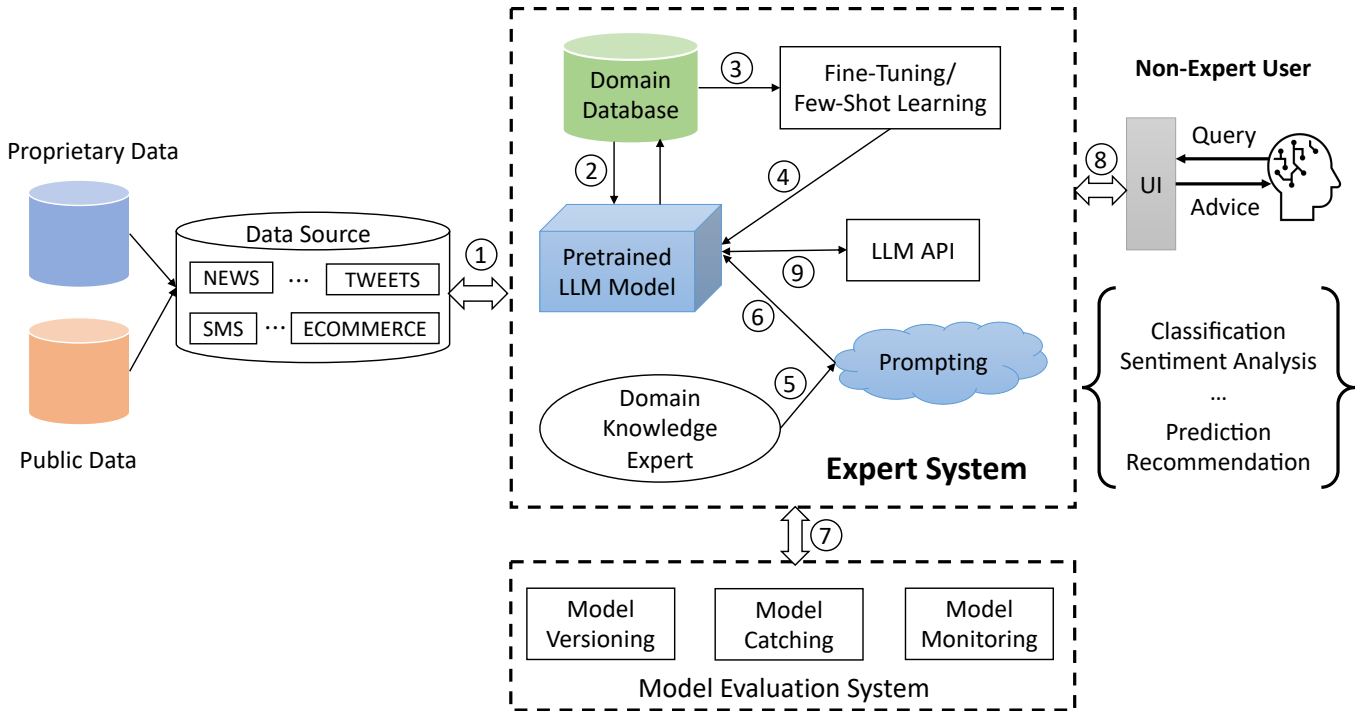 Proprietary Data
Public Data
Data Source
NEWS ... TWEETS
SMS ... ECOMMERCE
①
Domain
Database
③
Fine-Tuning/
Few-Shot Learning
②
④
Pretrained
LLM Model
LLM API
⑨
⑥
Prompting
⑤
Domain
Knowledge
Expert
Expert System
⑦
Model
Versioning
Model
Catching
Model
Monitoring
Model Evaluation System
Non-Expert User
⑧
UI
Query
Advice
Classification
Sentiment Analysis
...
Prediction
Recommendation